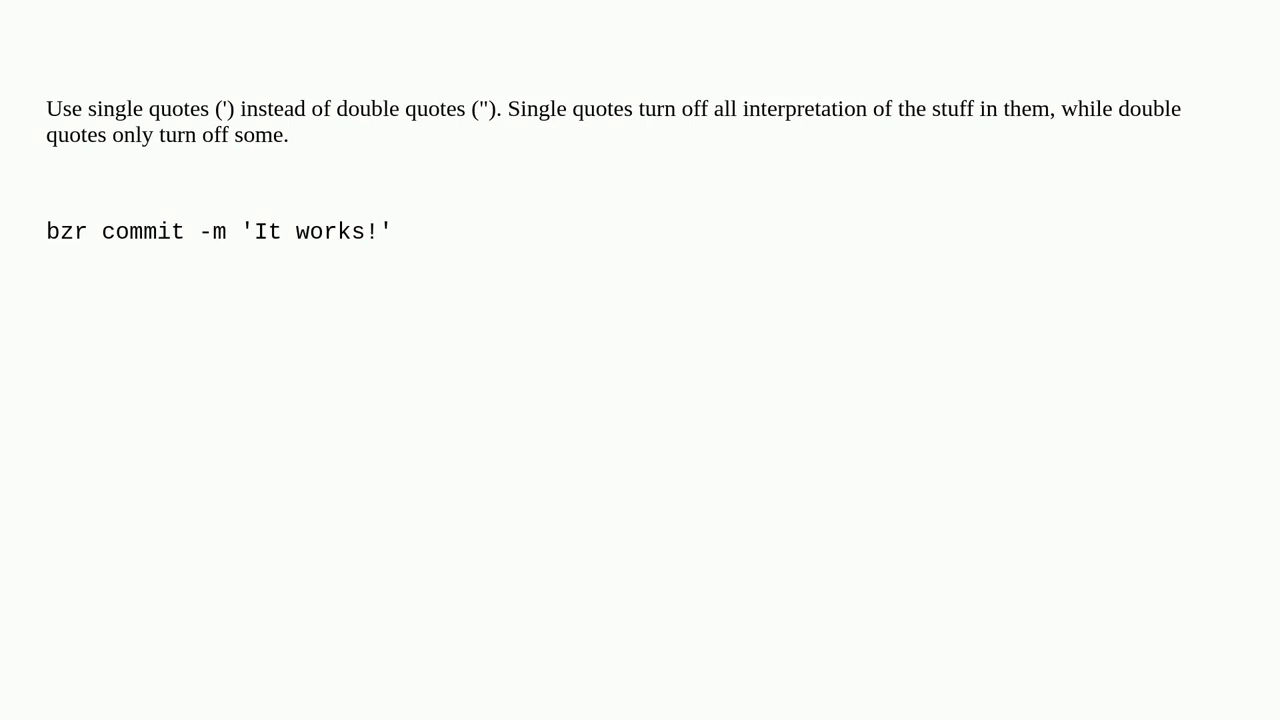 Use single quotes (') instead of double quotes ("). Single quotes turn off all interpretation of the stuff in them, while double
quotes only turn off some.
bzr commit -m 'It works!'